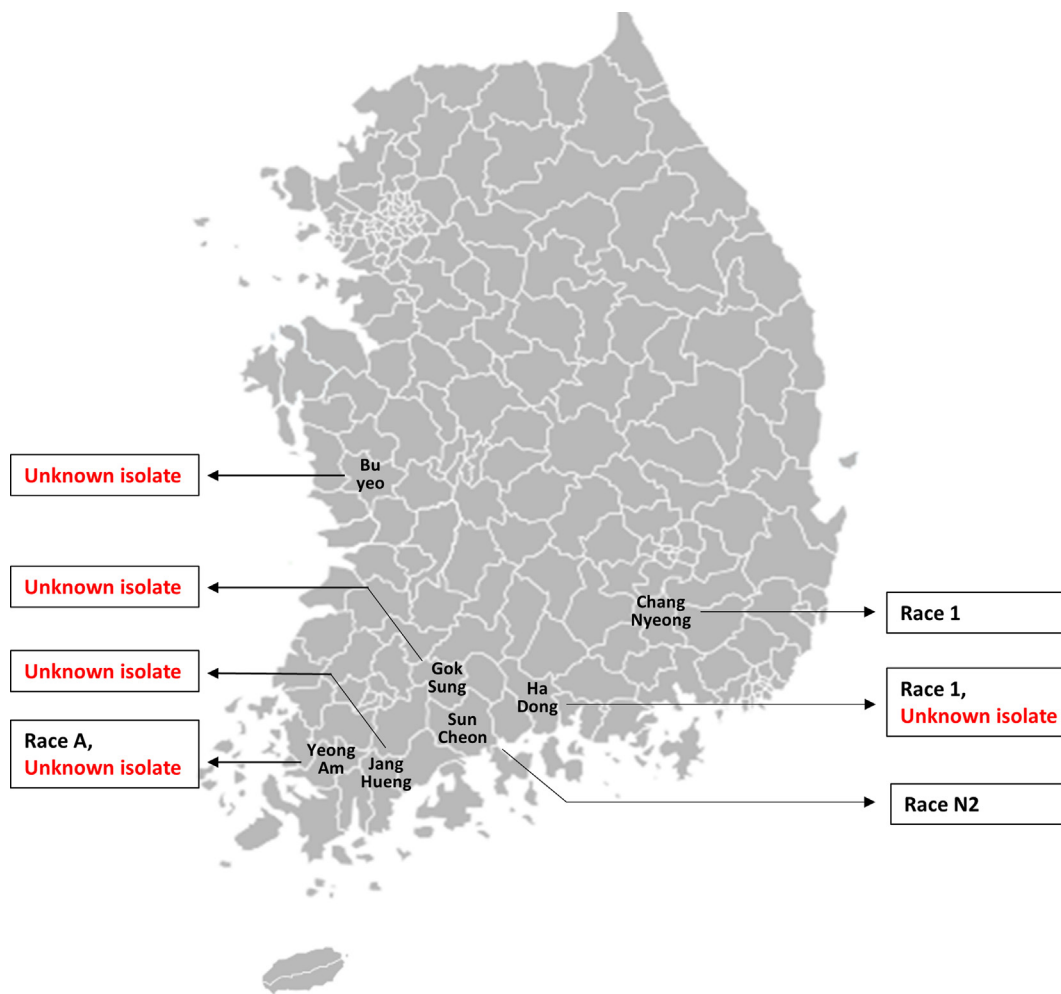 Bu
yeo
Unknown isolate
Unknown isolate
Chang
Nyeong
Race 1
Gok
Sung
Unknown isolate
Ha
Dong
Race 1,
Unknown isolate
Sun
Cheon
Race A,
Unknown isolate
Yeong
Am
Jang
Hueng
Race N2